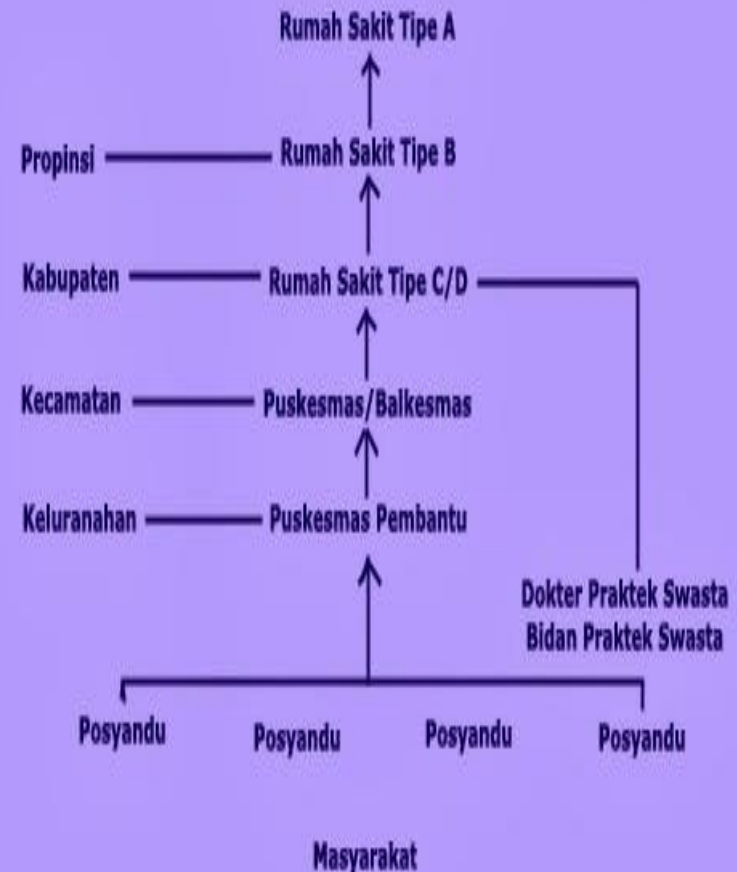 Rumah Sakit Tipe A
Propinsi
Rumah Sakit Tipe B
Kabupaten
Rumah Sakit Tipe C/D
Kecamatan
Puskesmas/Balkesmas
Keluranahan
Puskesmas Pembantu
Dokter Praktek Swasta
Bidan Praktek Swasta
Posyandu
Posyandu
Posyandu
Posyandu
Masyarakat